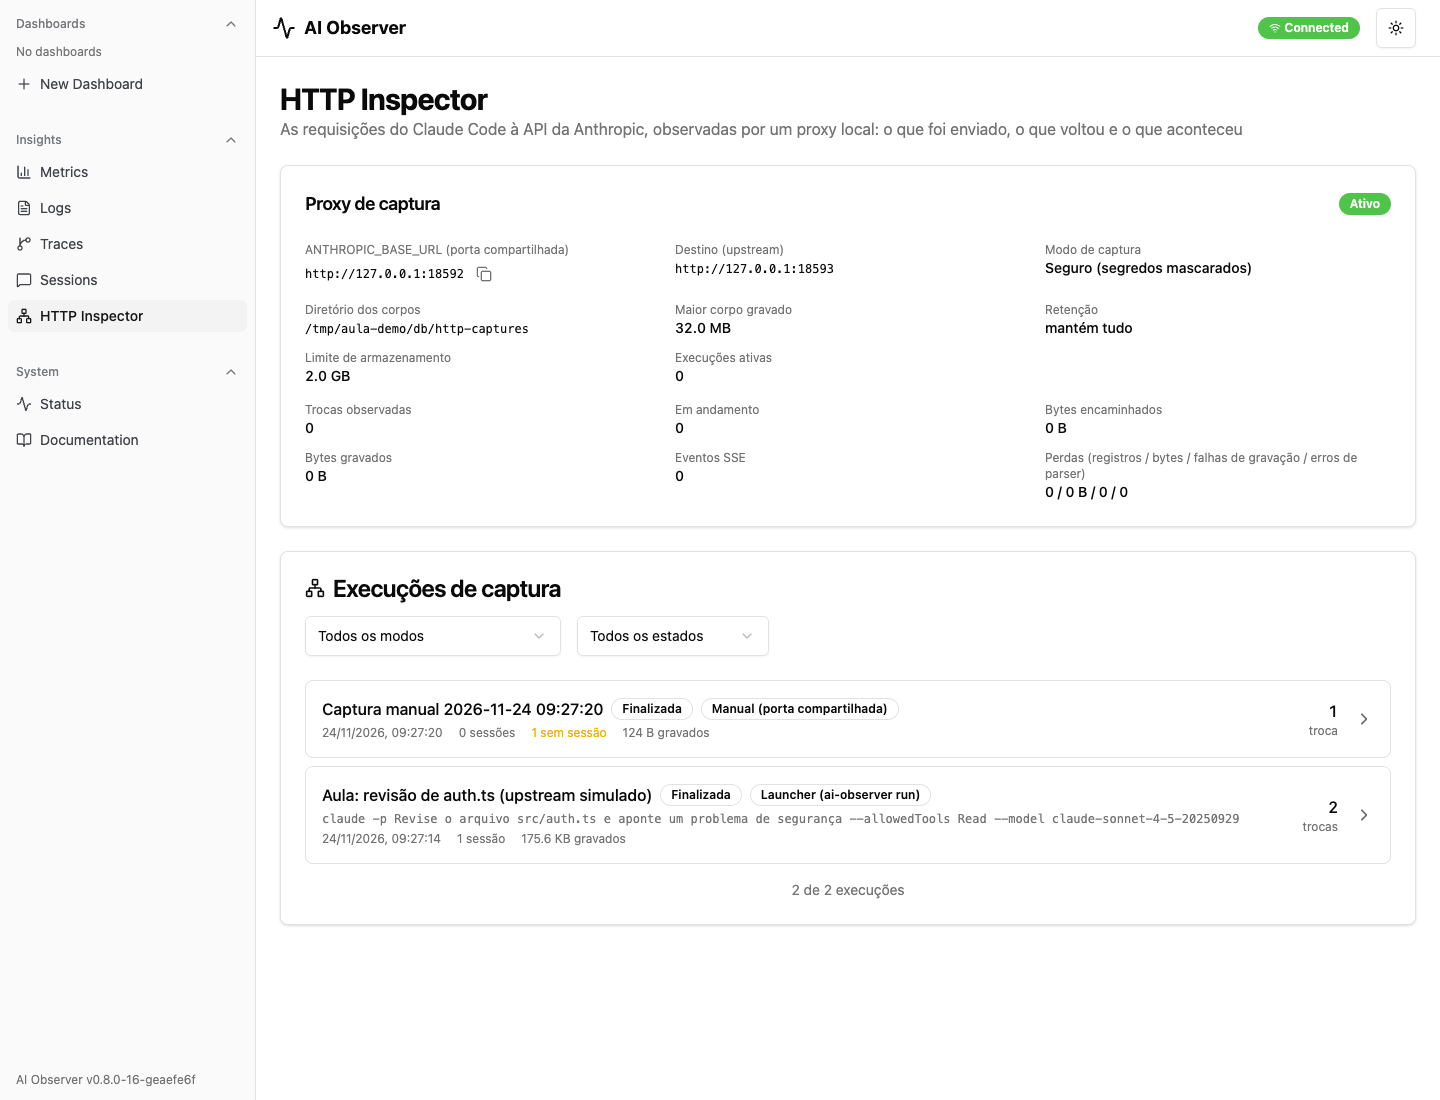 Dashboards
No dashboards
New Dashboard
Insights
Metrics
Logs
Traces
Sessions
HTTP Inspector
System
Status
Documentation
AI Observer v0.8.0-16-geaefe6f
AI Observer
Connected
HTTP Inspector
As requisições do Claude Code à API da Anthropic, observadas por um proxy local: o que foi enviado, o que voltou e o que aconteceu
Proxy de captura
Ativo
ANTHROPIC_BASE_URL (porta compartilhada)
http://127.0.0.1:18592
Destino (upstream)
http://127.0.0.1:18593
Modo de captura
Seguro (segredos mascarados)
Diretório dos corpos
/tmp/aula-demo/db/http-captures
Maior corpo gravado
32.0 MB
Retenção
mantém tudo
Limite de armazenamento
2.0 GB
Execuções ativas
0
Trocas observadas
0
Em andamento
0
Bytes encaminhados
0 B
Bytes gravados
0 B
Eventos SSE
0
Perdas (registros / bytes / falhas de gravação / erros de
parser)
0 / 0 B / 0 / 0
Execuções de captura
Todos os modos
Todos os estados
Captura manual 2026-11-24 09:27:20 Finalizada Manual (porta compartilhada)
24/11/2026, 09:27:20 0 sessões 1 sem sessão 124 B gravados
1
troca
Aula: revisão de auth.ts (upstream simulado) Finalizada Launcher (ai-observer run)
claude -p Revise o arquivo src/auth.ts e aponte um problema de segurança --allowedTools Read --model claude-sonnet-4-5-20250929
24/11/2026, 09:27:14 1 sessão 175.6 KB gravados
2
trocas
2 de 2 execuções